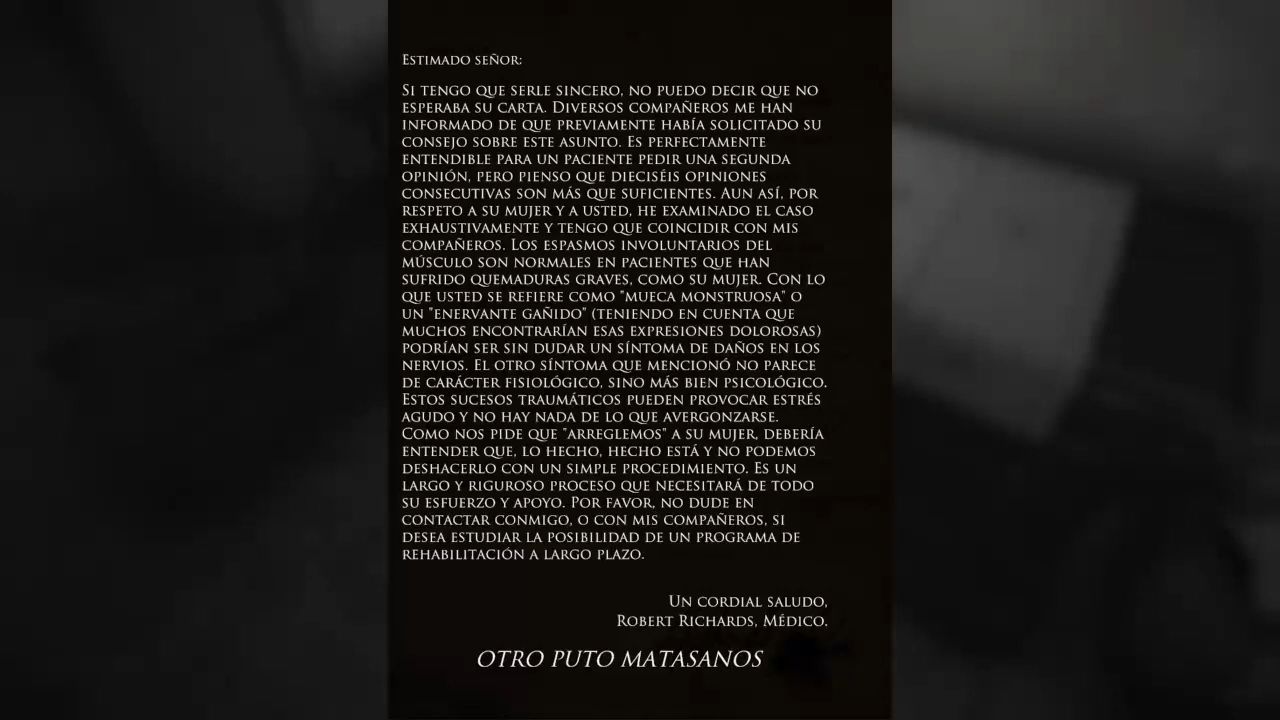 Estimado señor:
Si tengo que serle sincero, no puedo decir que no
esperaba su carta. Diversos compañeros me han
informado de que previamente había solicitado su
consejo sobre este asunto. Es perfectamente
entendible para un paciente pedir una segunda
opinión, pero pienso que dieciséis opiniones
consecutivas son más que suficientes. Aun así, por
respeto a su mujer y a usted, he examinado el caso
exhaustivamente y tengo que coincidir con mis
compañeros. Los espasmos involuntarios del
músculo son normales en pacientes que han
sufrido quemaduras graves, como su mujer. Con lo
que usted se refiere como "mueca monstruosa" o
un "enervante gañido" (teniendo en cuenta que
muchos encontrarían esas expresiones dolorosas)
podrían ser sin dudar un síntoma de daños en los
nervios. El otro síntoma que mencionó no parece
de carácter fisiológico, sino más bien psicológico.
Estos sucesos traumáticos pueden provocar estrés
agudo y no hay nada de lo que avergonzarse.
Como nos pide que "arreglemos" a su mujer, debería
entender que, lo hecho, hecho está y no podemos
deshacerlo con un simple procedimiento. Es un
largo y riguroso proceso que necesitará de todo
su esfuerzo y apoyo. Por favor, no dude en
contactar conmigo, o con mis compañeros, si
desea estudiar la posibilidad de un programa de
rehabilitación a largo plazo.
Un cordial saludo,
Robert Richards, Médico.
OTRO PUTO MATASANOS